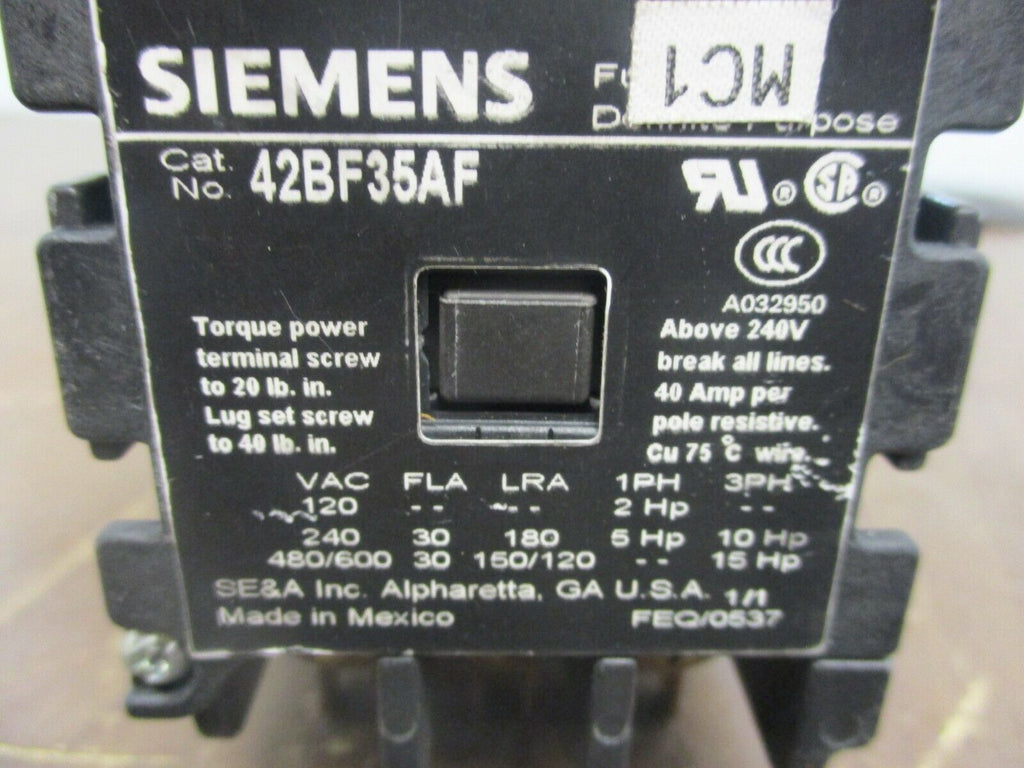 SIEMENS
MC1
Definite Purpose
Cat. No. 42BF35AF
UR ® SA ®
CCC
A032950
Torque power
terminal screw
to 20 lb. in.
Lug set screw
to 40 lb. in.
Above 240V
break all lines.
40 Amp per
pole resistive.
Cu 75 °C wire.
VAC FLA LRA 1PH 3PH
120 -- -- 2 Hp --
240 30 180 5 Hp 10 Hp
480/600 30 150/120 -- 15 Hp
SE&A Inc. Alpharetta, GA U.S.A. 1/1
Made in Mexico FEQ/0537